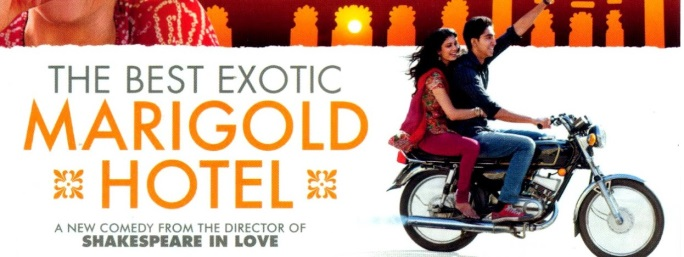 THE BEST EXOTIC
MARIGOLD
HOTEL
A NEW COMEDY FROM THE DIRECTOR OF
SHAKESPEARE IN LOVE